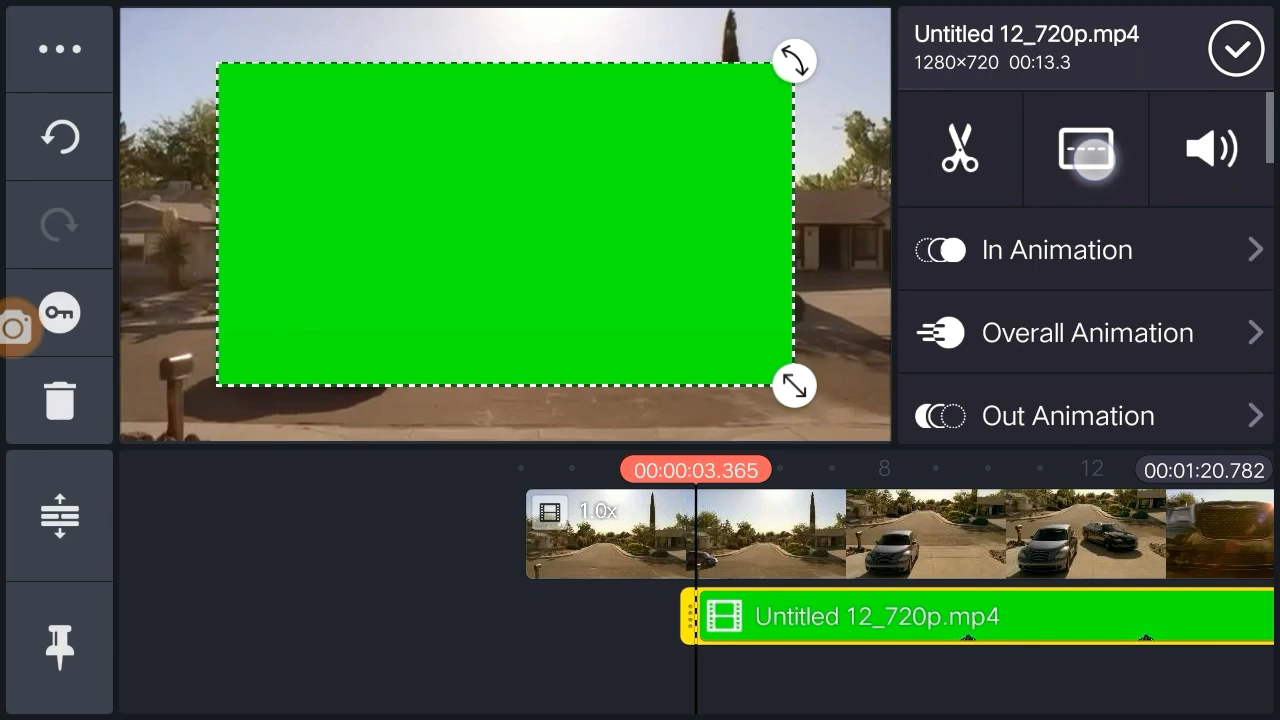 Untitled 12_720p.mp4
1280×720 00:13.3
In Animation
Overall Animation
Out Animation
00:00:03.365
8
12
00:01:20.782
1.0x
Untitled 12_720p.mp4